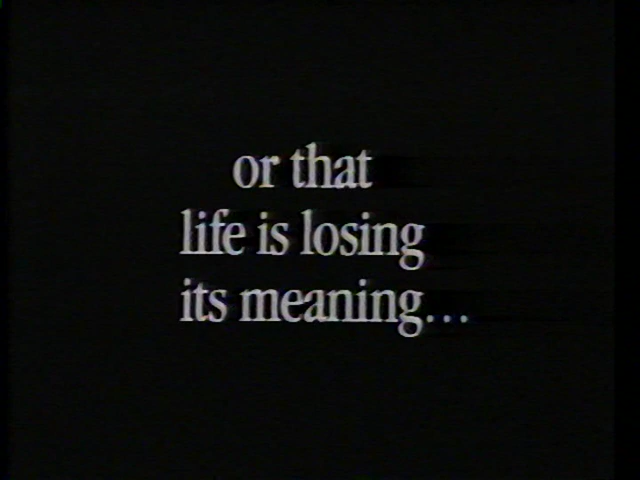 or that
life is losing
its meaning...